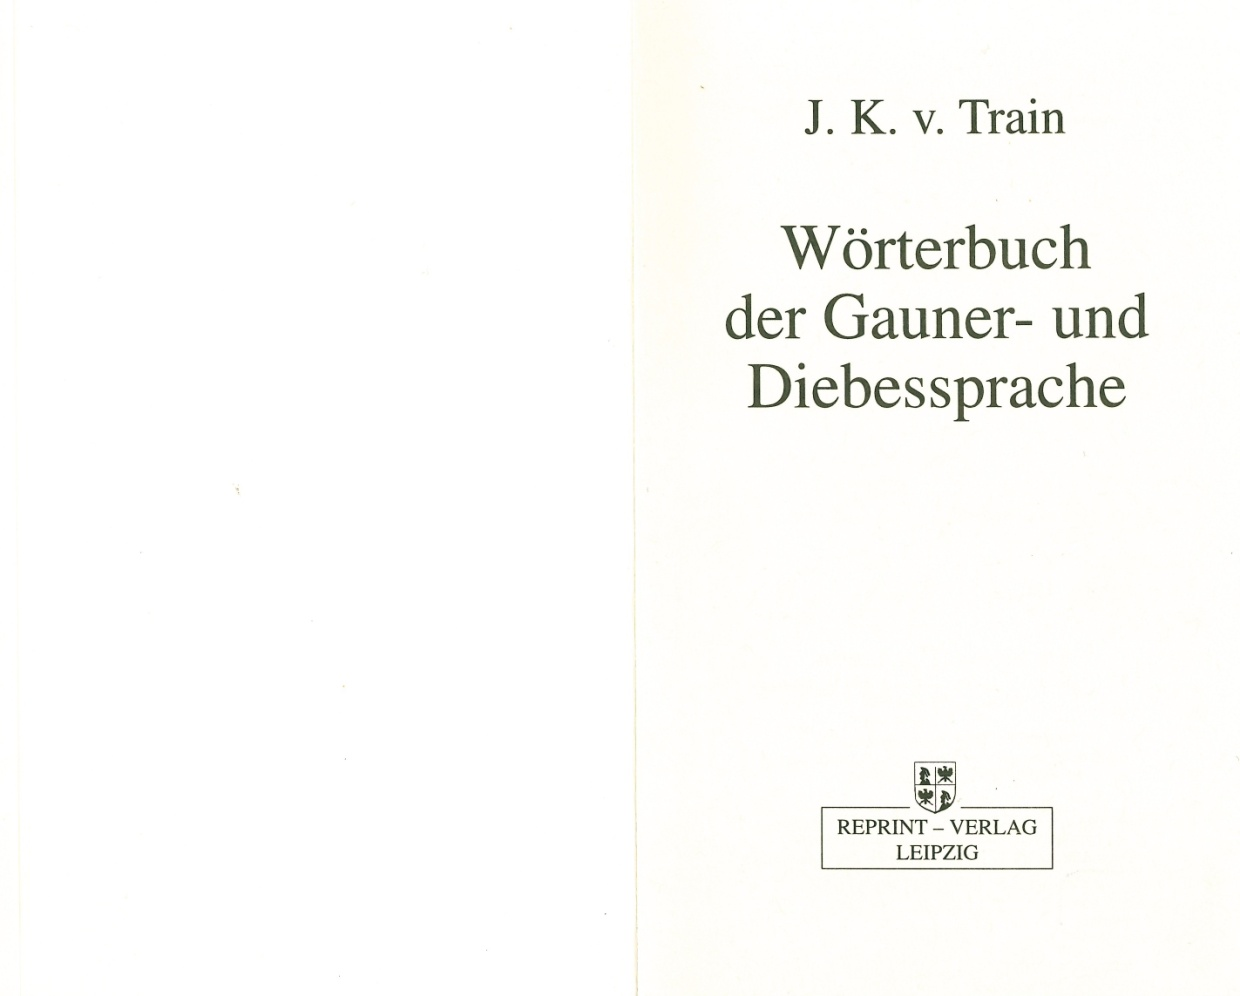 J. K. v. Train
Wörterbuch
der Gauner- und
Diebessprache
REPRINT – VERLAG
LEIPZIG